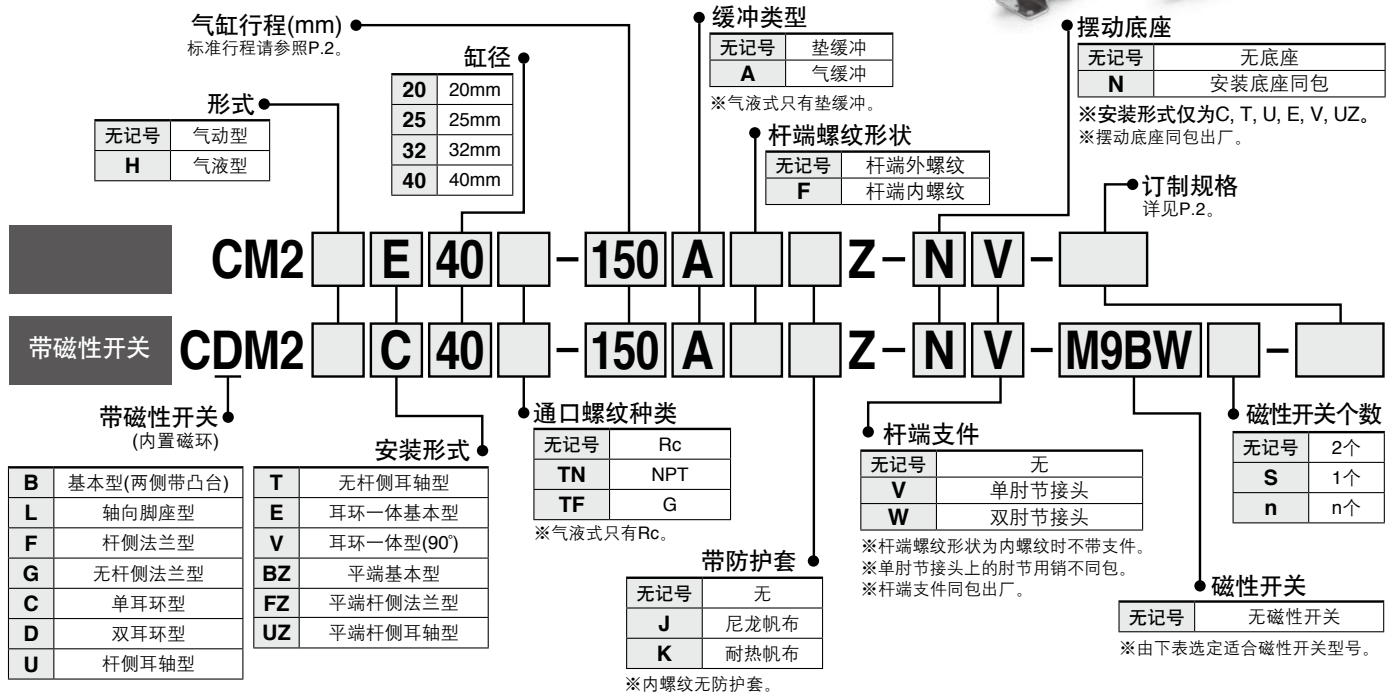 气缸行程(mm)
标准行程请参照P.2。
缸径
20 20mm
25 25mm
32 32mm
40 40mm
形式
无记号 气动型
H 气液型
缓冲类型
无记号 垫缓冲
A 气缓冲
※气液式只有垫缓冲。
杆端螺纹形状
无记号 杆端外螺纹
F 杆端内螺纹
摆动底座
无记号 无底座
N 安装底座同包
※安装形式仅为C, T, U, E, V, UZ。
※摆动底座同包出厂。
订制规格
详见P.2。
CM2 E 40 - 150 A Z - N V -
带磁性开关 CDM2 C 40 - 150 A Z - N V - M9BW -
带磁性开关
(内置磁环)
安装形式
B 基本型(两侧带凸台)
L 轴向脚座型
F 杆侧法兰型
G 无杆侧法兰型
C 单耳环型
D 双耳环型
U 杆侧耳轴型
T 无杆侧耳轴型
E 耳环一体基本型
V 耳环一体型(90°)
BZ 平端基本型
FZ 平端杆侧法兰型
UZ 平端杆侧耳轴型
通口螺纹种类
无记号 Rc
TN NPT
TF G
※气液式只有Rc。
带防护套
无记号 无
J 尼龙帆布
K 耐热帆布
※内螺纹无防护套。
杆端支件
无记号 无
V 单肘节接头
W 双肘节接头
※杆端螺纹形状为内螺纹时不带支件。
※单肘节接头上的肘节用销不同包。
※杆端支件同包出厂。
磁性开关个数
无记号 2个
S 1个
n n个
磁性开关
无记号 无磁性开关
※由下表选定适合磁性开关型号。